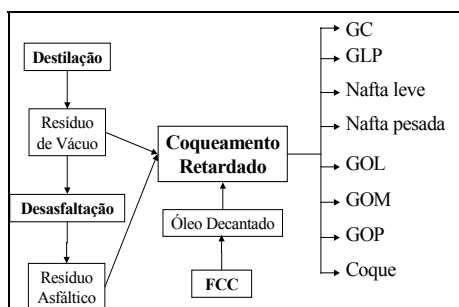 Destilação
Resíduo
de Vácuo
Desasfaltação
Resíduo
Asfáltico
Coqueamento
Retardado
Óleo Decantado
FCC
GC
GLP
Nafta leve
Nafta pesada
GOL
GOM
GOP
Coque